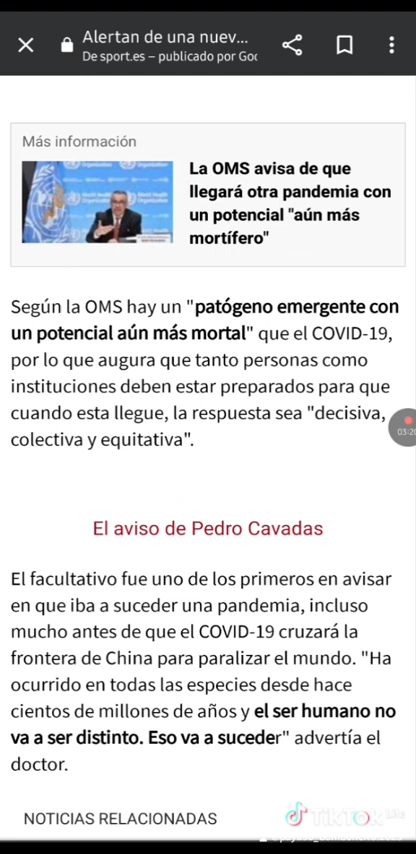 Alertan de una nuev...
De sport.es – publicado por Goo
Más información
La OMS avisa de que
llegará otra pandemia con
un potencial "aún más
mortífero"
Según la OMS hay un "patógeno emergente con
un potencial aún más mortal" que el COVID-19,
por lo que augura que tanto personas como
instituciones deben estar preparados para que
cuando esta llegue, la respuesta sea "decisiva,
colectiva y equitativa".
El aviso de Pedro Cavadas
El facultativo fue uno de los primeros en avisar
en que iba a suceder una pandemia, incluso
mucho antes de que el COVID-19 cruzará la
frontera de China para paralizar el mundo. "Ha
ocurrido en todas las especies desde hace
cientos de millones de años y el ser humano no
va a ser distinto. Eso va a suceder" advertía el
doctor.
NOTICIAS RELACIONADAS
TikTok